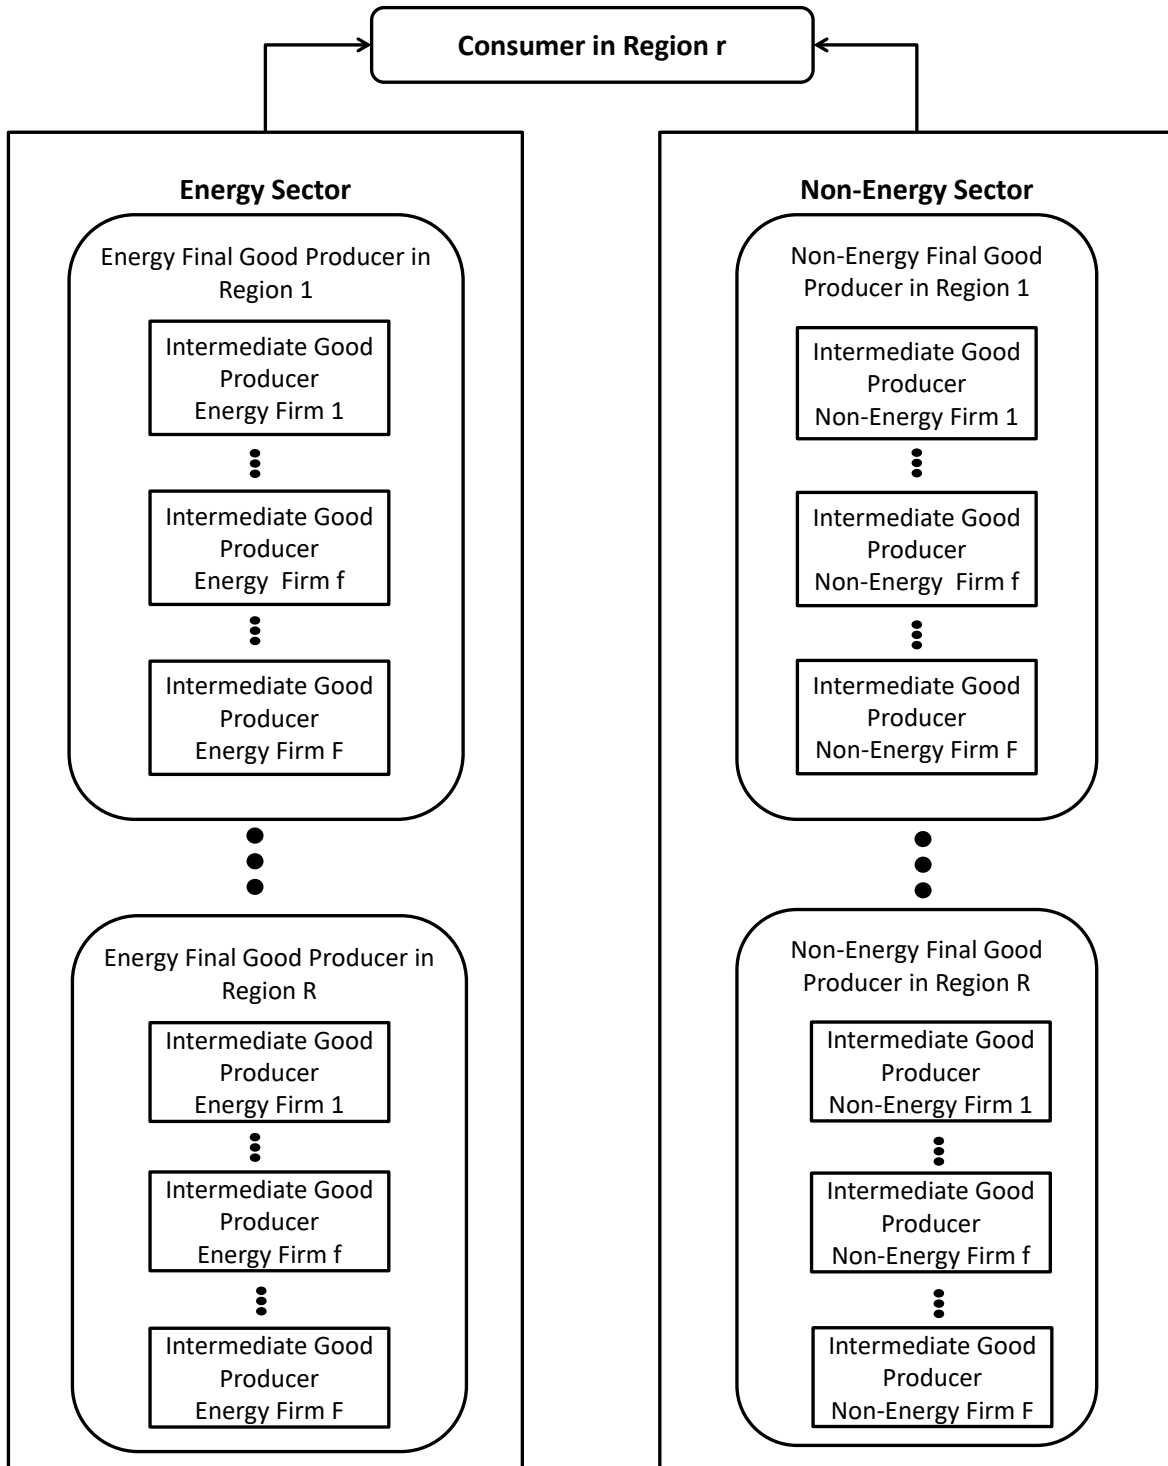 Consumer in Region r
Energy Sector
Energy Final Good Producer in
Region 1
Intermediate Good
Producer
Energy Firm 1
Intermediate Good
Producer
Energy  Firm f
Intermediate Good
Producer
Energy Firm F
Energy Final Good Producer in
Region R
Intermediate Good
Producer
Energy Firm 1
Intermediate Good
Producer
Energy Firm f
Intermediate Good
Producer
Energy Firm F
Non-Energy Sector
Non-Energy Final Good
Producer in Region 1
Intermediate Good
Producer
Non-Energy Firm 1
Intermediate Good
Producer
Non-Energy  Firm f
Intermediate Good
Producer
Non-Energy Firm F
Non-Energy Final Good
Producer in Region R
Intermediate Good
Producer
Non-Energy Firm 1
Intermediate Good
Producer
Non-Energy Firm f
Intermediate Good
Producer
Non-Energy Firm F